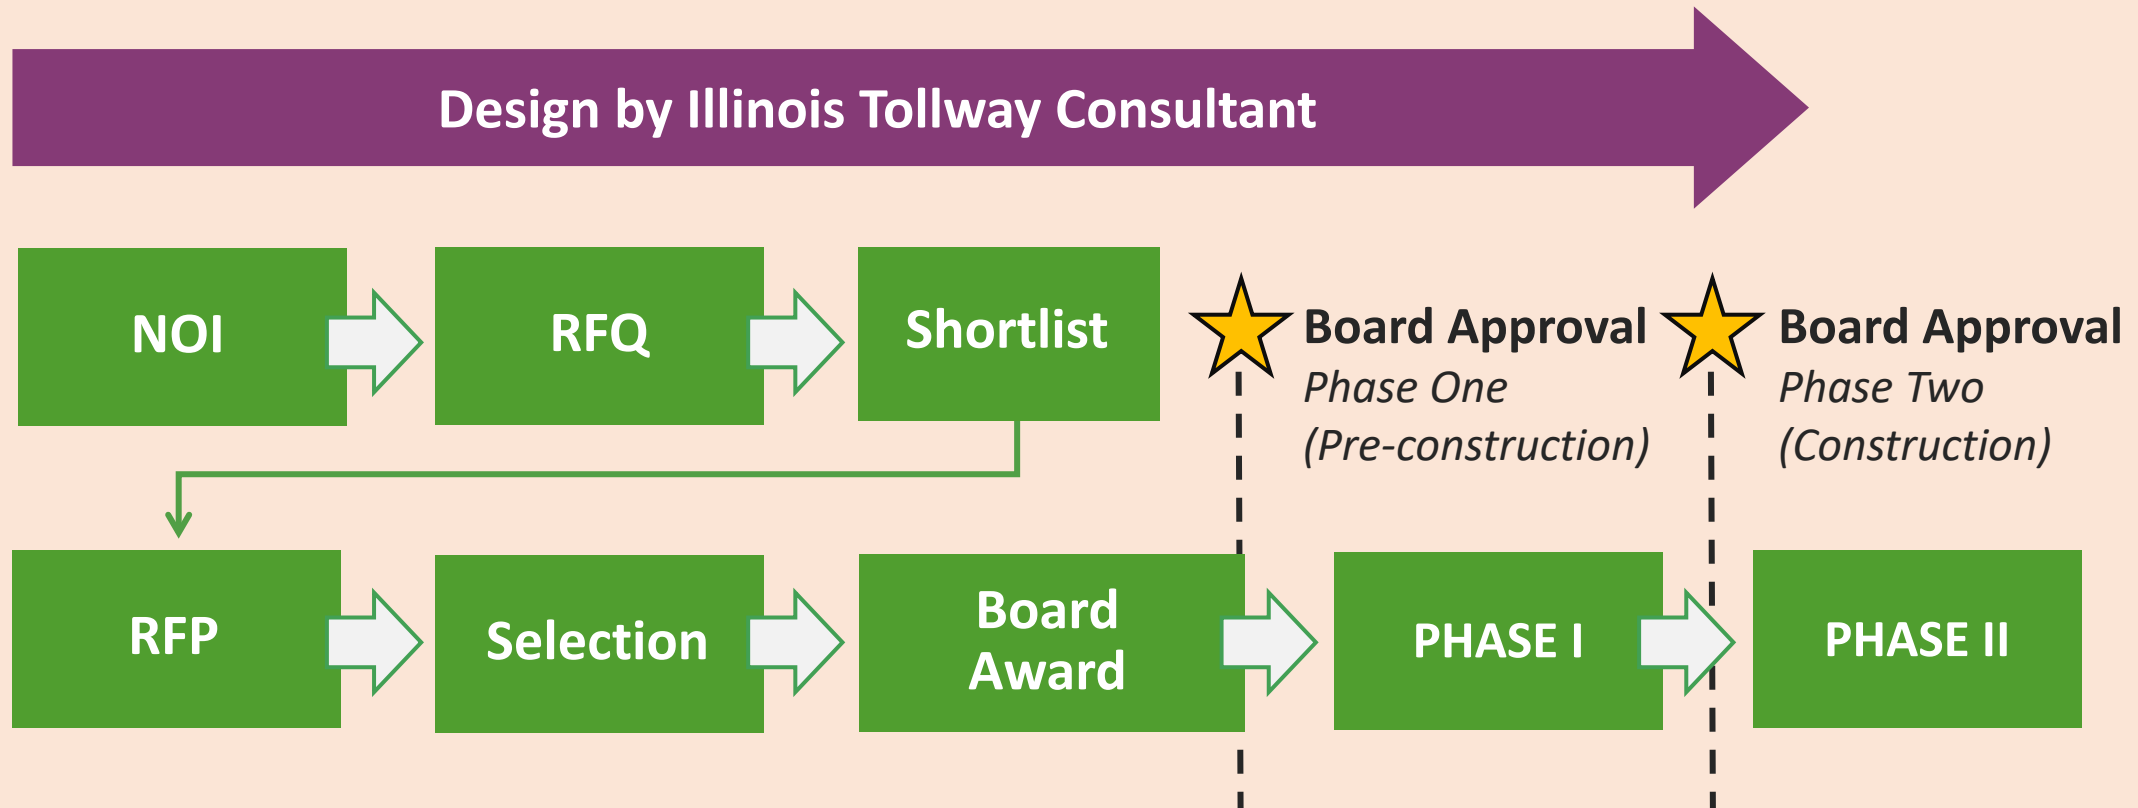 Design by Illinois Tollway Consultant
NOI
RFQ
Shortlist
Board Approval
Phase One
(Pre-construction)
Board Approval
Phase Two
(Construction)
RFP
Selection
Board
Award
PHASE I
PHASE II